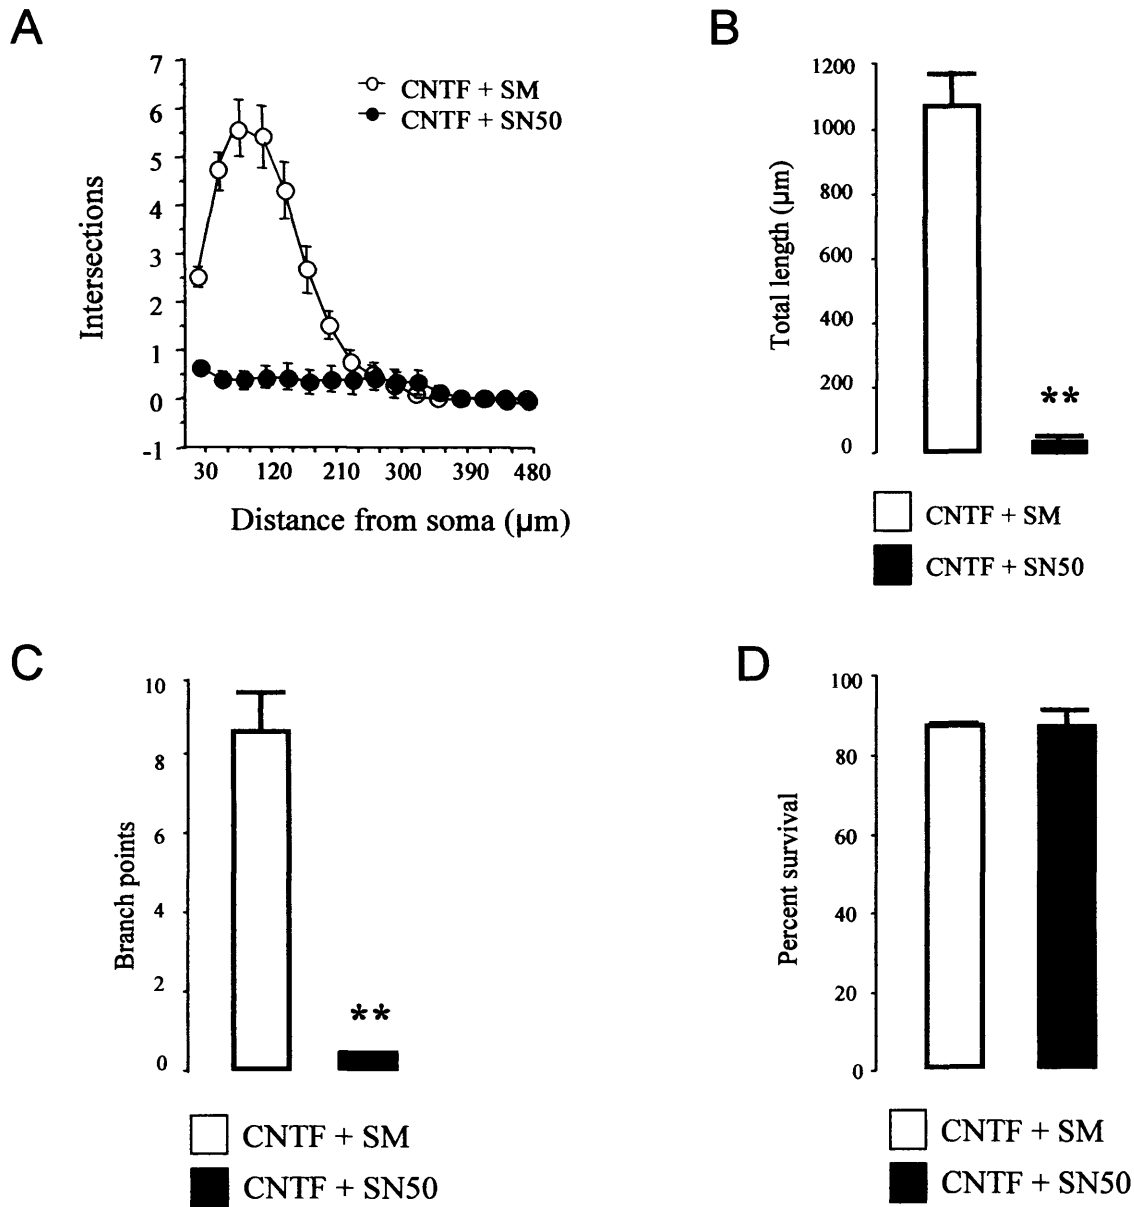 A
7
6
5
4
3
2
1
0
-1
Intersections
CNTF + SM
CNTF + SN50
30 120 210 300 390 480
Distance from soma (μm)
B
1200
1000
800
600
400
200
0
Total length (μm)
**
CNTF + SM
CNTF + SN50
C
10
8
6
4
2
0
Branch points
**
CNTF + SM
CNTF + SN50
D
100
80
60
40
20
0
Percent survival
CNTF + SM
CNTF + SN50